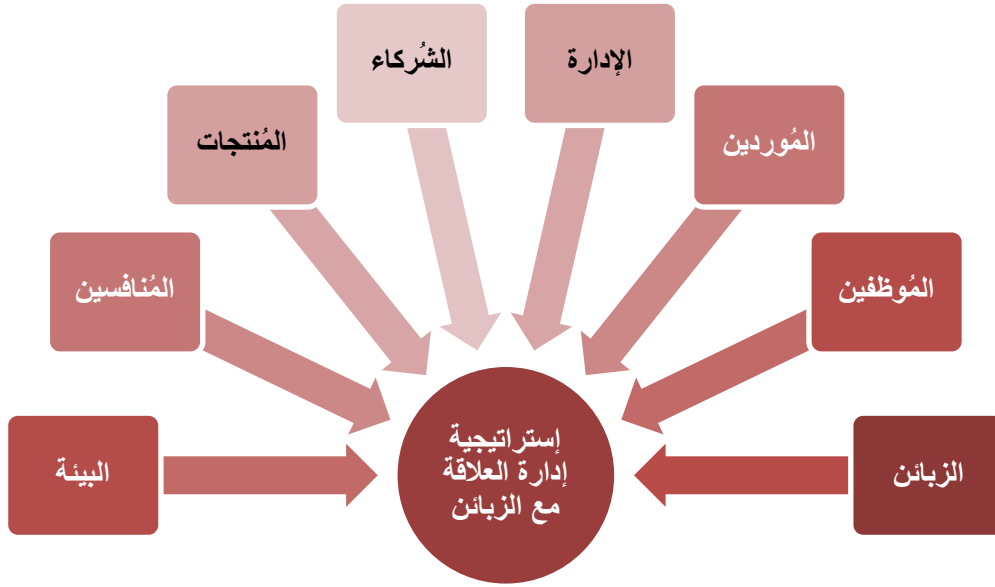 الشُركاء
الإدارة
المُنتجات
المُوردين
المُنافسين
المُوظفين
البيئة
إستراتيجية
إدارة العلاقة
مع الزبائن
الزبائن